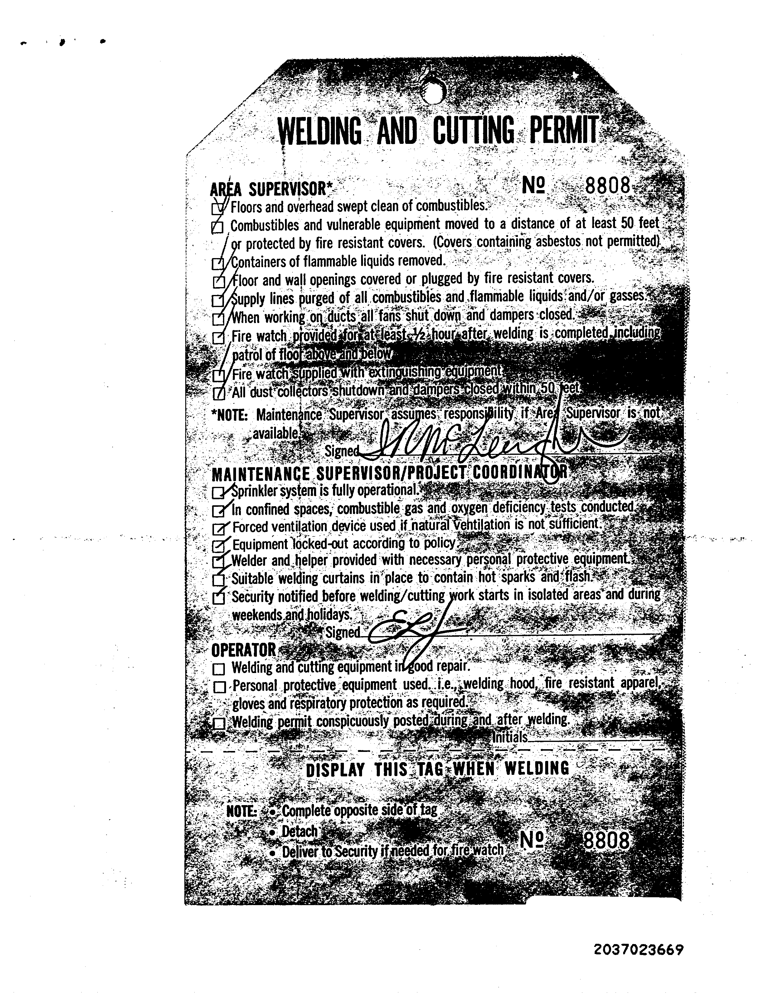 WELDING AND CUTTING PERMIT
AREA SUPERVISOR* Nº 8808
Floors and overhead swept clean of combustibles.
Combustibles and vulnerable equipment moved to a distance of at least 50 feet
or protected by fire resistant covers. (Covers containing asbestos not permitted)
Containers of flammable liquids removed.
Floor and wall openings covered or plugged by fire resistant covers.
Supply lines purged of all combustibles and flammable liquids and/or gasses.
When working on ducts all fans shut down and dampers closed.
Fire watch provided for at least ½ hour after welding is completed including
patrol of floor above and below
Fire watch supplied with extinguishing equipment
All dust collectors shutdown and dampers closed within 50 feet
*NOTE: Maintenance Supervisor assumes responsibility if Area Supervisor is not
available.
Signed
MAINTENANCE SUPERVISOR/PROJECT COORDINATOR
Sprinkler system is fully operational.
In confined spaces, combustible gas and oxygen deficiency tests conducted.
Forced ventilation device used if natural ventilation is not sufficient.
Equipment locked-out according to policy
Welder and helper provided with necessary personal protective equipment.
Suitable welding curtains in place to contain hot sparks and flash.
Security notified before welding/cutting work starts in isolated areas and during
weekends and holidays.
Signed
OPERATOR
Welding and cutting equipment in good repair.
Personal protective equipment used. i.e., welding hood, fire resistant apparel,
gloves and respiratory protection as required.
Welding permit conspicuously posted during and after welding.
Initials
DISPLAY THIS TAG WHEN WELDING
NOTE: • Complete opposite side of tag
• Detach
• Deliver to Security if needed for fire watch Nº 8808
2037023669